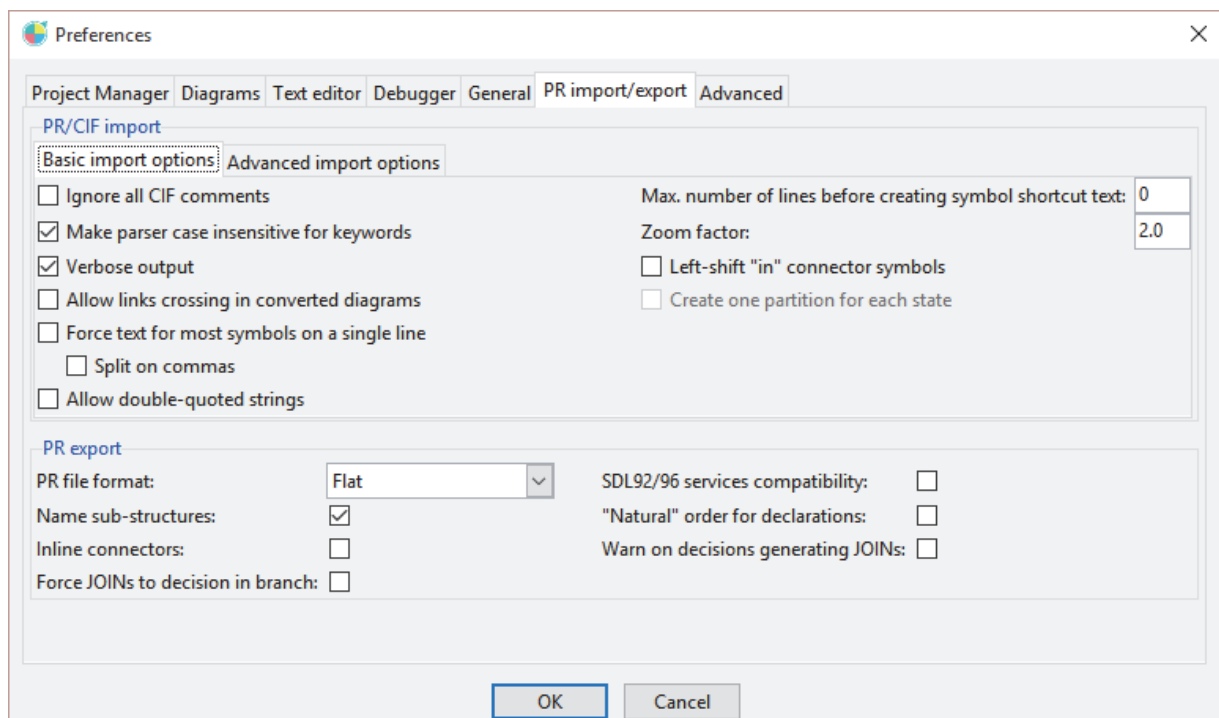 Preferences
Project Manager Diagrams Text editor Debugger General PR import/export Advanced
PR/CIF import
Basic import options Advanced import options
Ignore all CIF comments
Max. number of lines before creating symbol shortcut text: 0
Make parser case insensitive for keywords
Zoom factor: 2.0
Verbose output
Left-shift "in" connector symbols
Allow links crossing in converted diagrams
Create one partition for each state
Force text for most symbols on a single line
Split on commas
Allow double-quoted strings
PR export
PR file format: Flat
SDL92/96 services compatibility:
Name sub-structures:
"Natural" order for declarations:
Inline connectors:
Warn on decisions generating JOINs:
Force JOINs to decision in branch:
OK Cancel